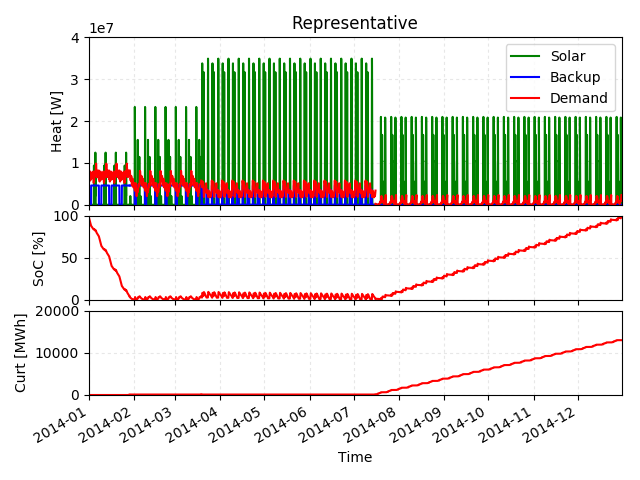 Representative
1e7
4
3
2
1
0
Heat [W]
Solar
Backup
Demand
100
50
0
SoC [%]
20000
10000
0
Curt [MWh]
2014-01
2014-02
2014-03
2014-04
2014-05
2014-06
2014-07
2014-08
2014-09
2014-10
2014-11
2014-12
Time